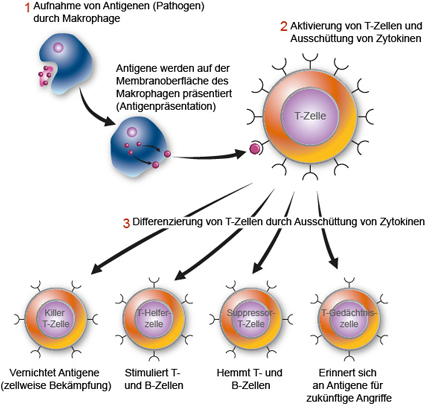 1 Aufnahme von Antigenen (Pathogen)
durch Makrophage
Antigene werden auf der
Membranoberfläche des
Makrophagen präsentiert
(Antigenpräsentation)
2 Aktivierung von T-Zellen und
Ausschüttung von Zytokinen
T-Zelle
3 Differenzierung von T-Zellen durch Ausschüttung von Zytokinen
Killer
T-Zelle
Vernichtet Antigene
(zellweise Bekämpfung)
T-Helfer-
zelle
Stimuliert T-
und B-Zellen
Suppressor-
T-Zelle
Hemmt T- und
B-Zellen
T-Gedächtnis-
zelle
Erinnert sich
an Antigene für
zukünftige Angriffe